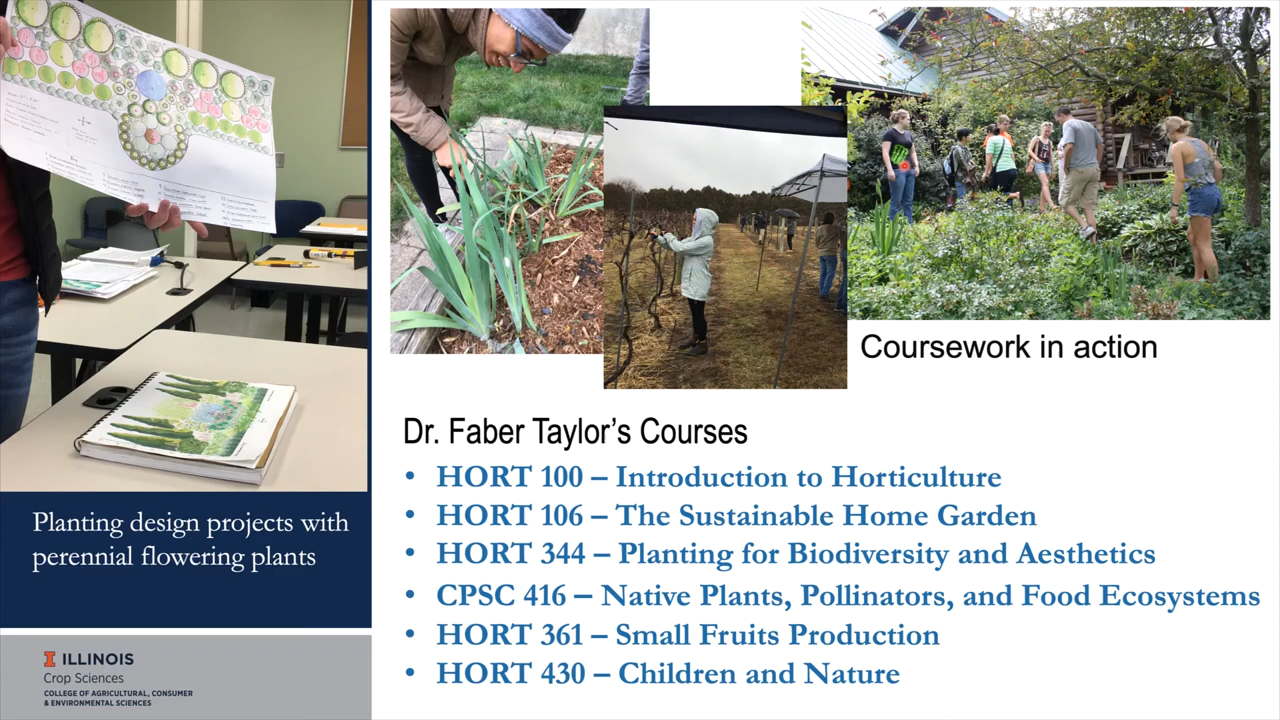 Coursework in action
Dr. Faber Taylor’s Courses
• HORT 100 – Introduction to Horticulture
• HORT 106 – The Sustainable Home Garden
• HORT 344 – Planting for Biodiversity and Aesthetics
• CPSC 416 – Native Plants, Pollinators, and Food Ecosystems
• HORT 361 – Small Fruits Production
• HORT 430 – Children and Nature
Planting design projects with
perennial flowering plants
I ILLINOIS
Crop Sciences
COLLEGE OF AGRICULTURAL, CONSUMER
& ENVIRONMENTAL SCIENCES